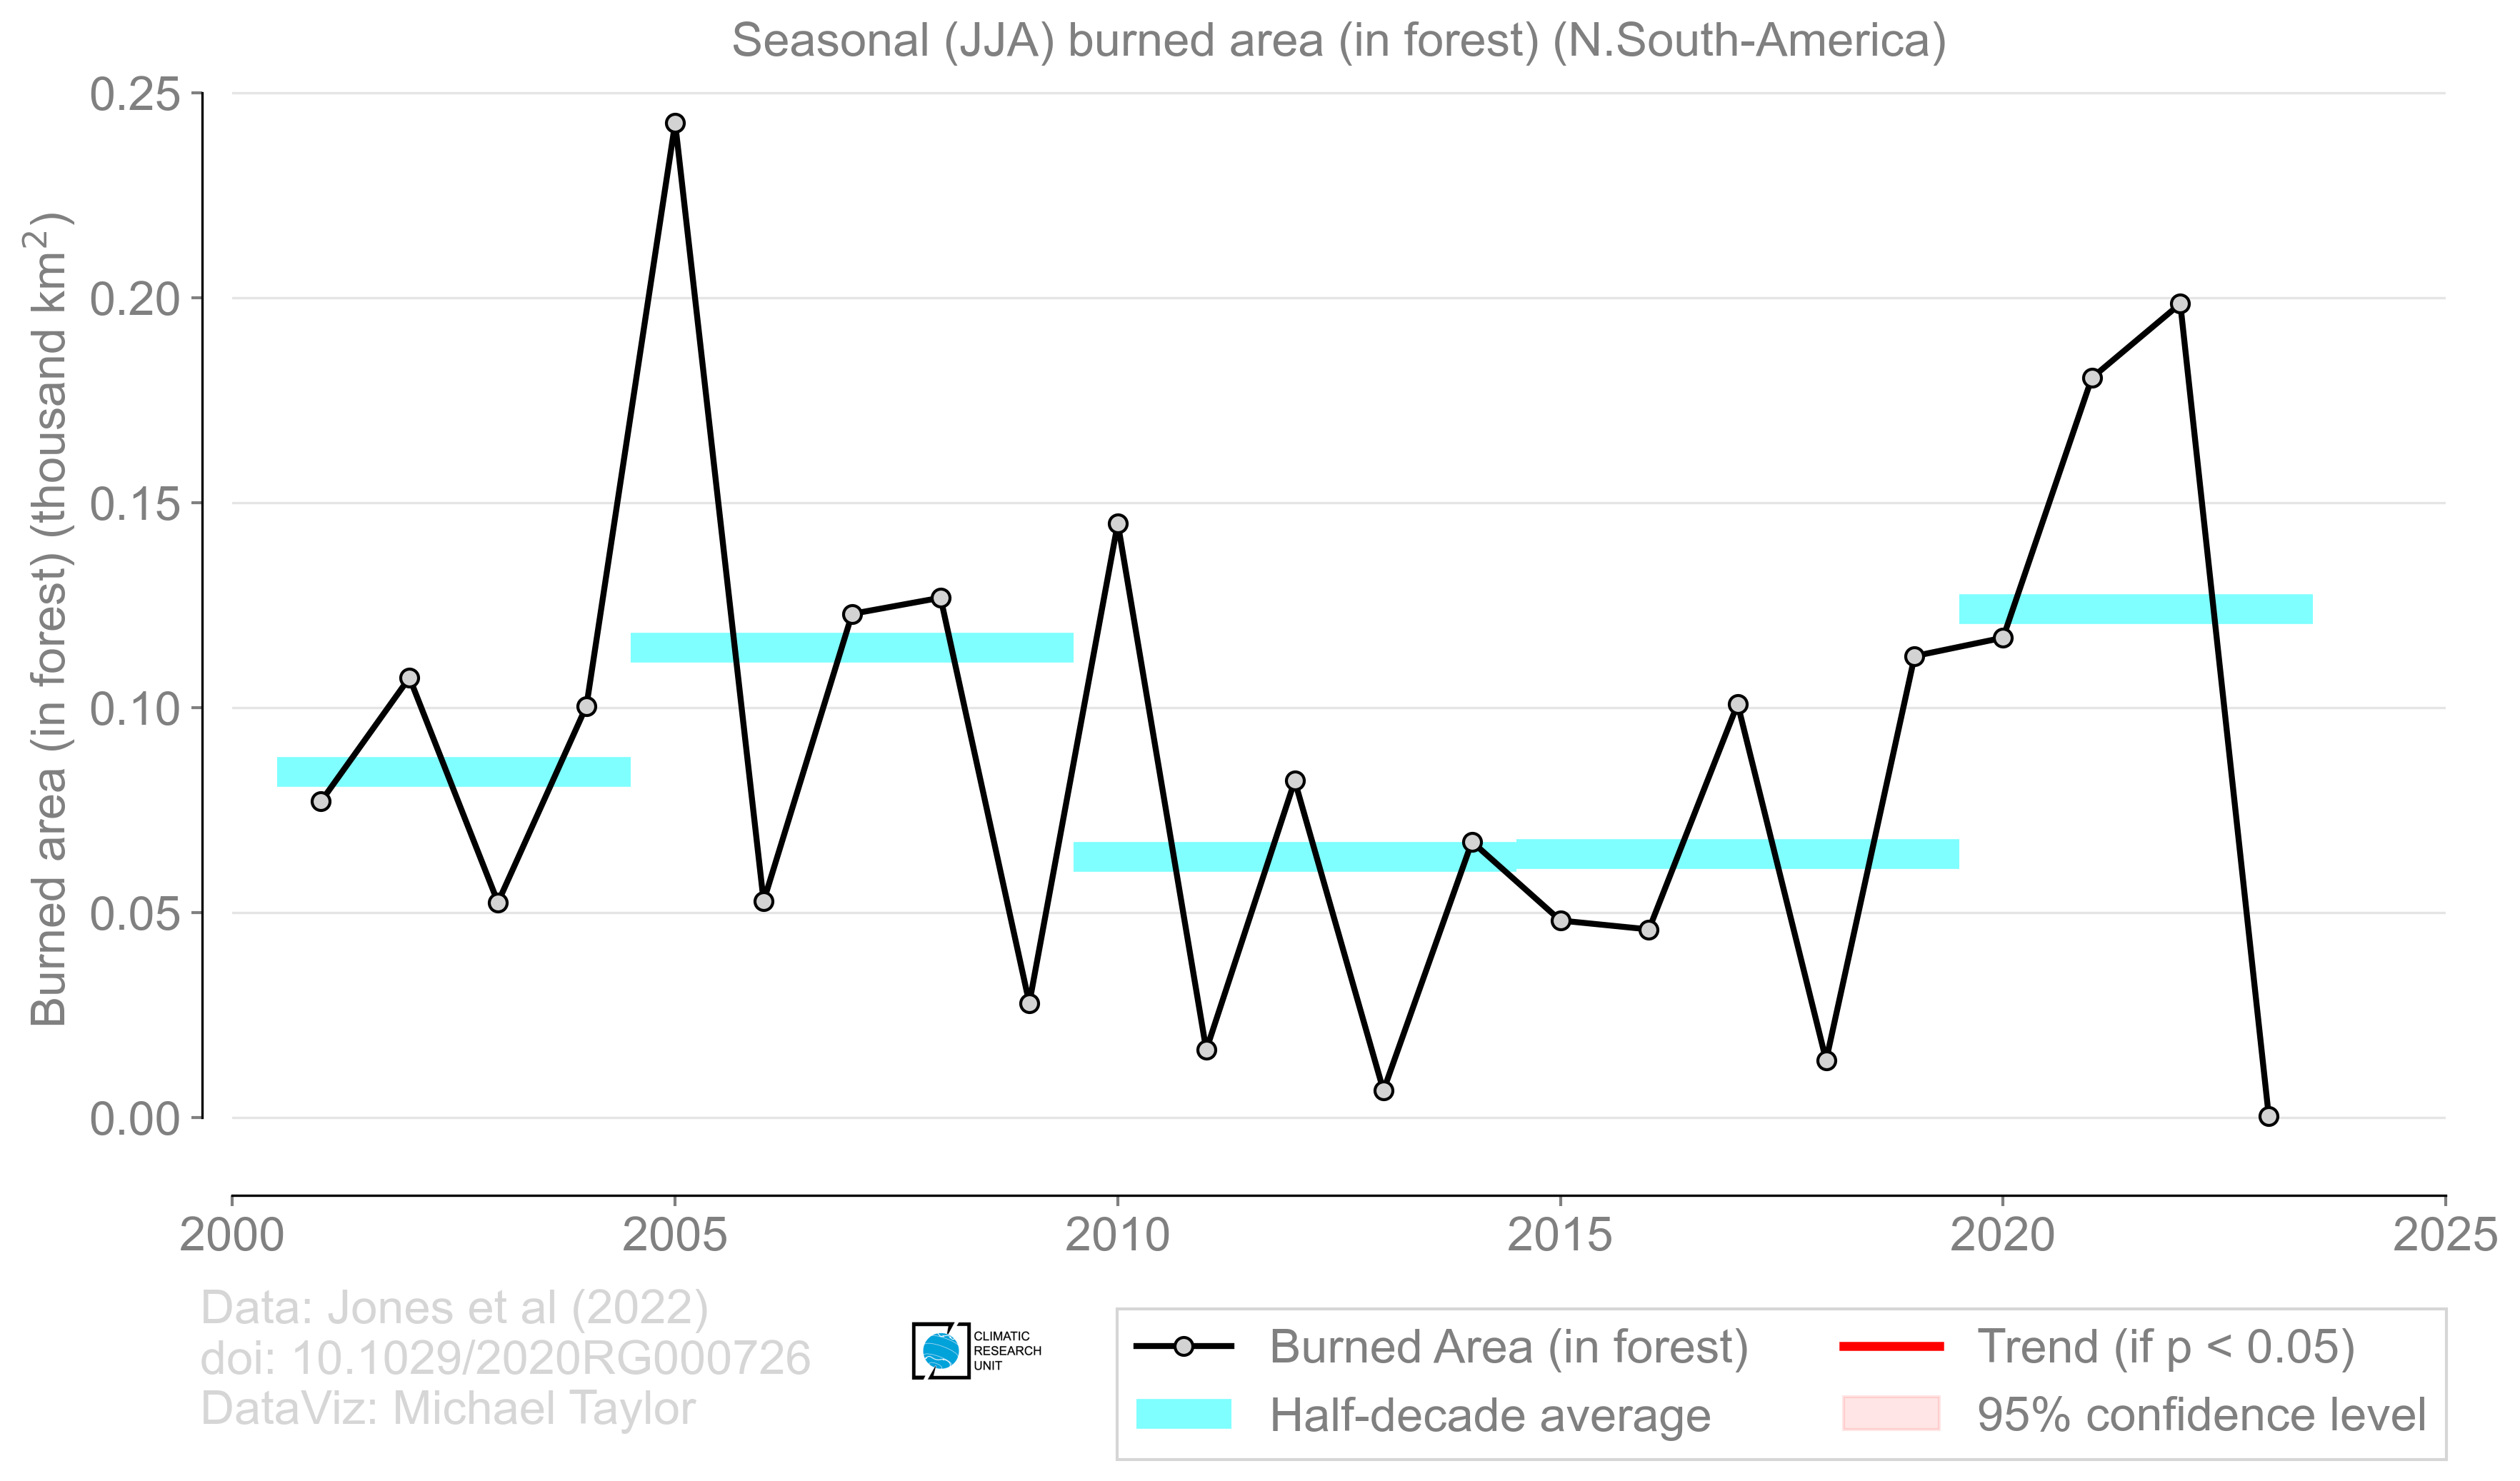 Seasonal (JJA) burned area (in forest) (N.South-America)
Burned area (in forest) (thousand km²)
0.25
0.20
0.15
0.10
0.05
0.00
2000 2005 2010 2015 2020 2025
Data: Jones et al (2022)
doi: 10.1029/2020RG000726
DataViz: Michael Taylor
CLIMATIC
RESEARCH
UNIT
Burned Area (in forest)
Half-decade average
Trend (if p < 0.05)
95% confidence level